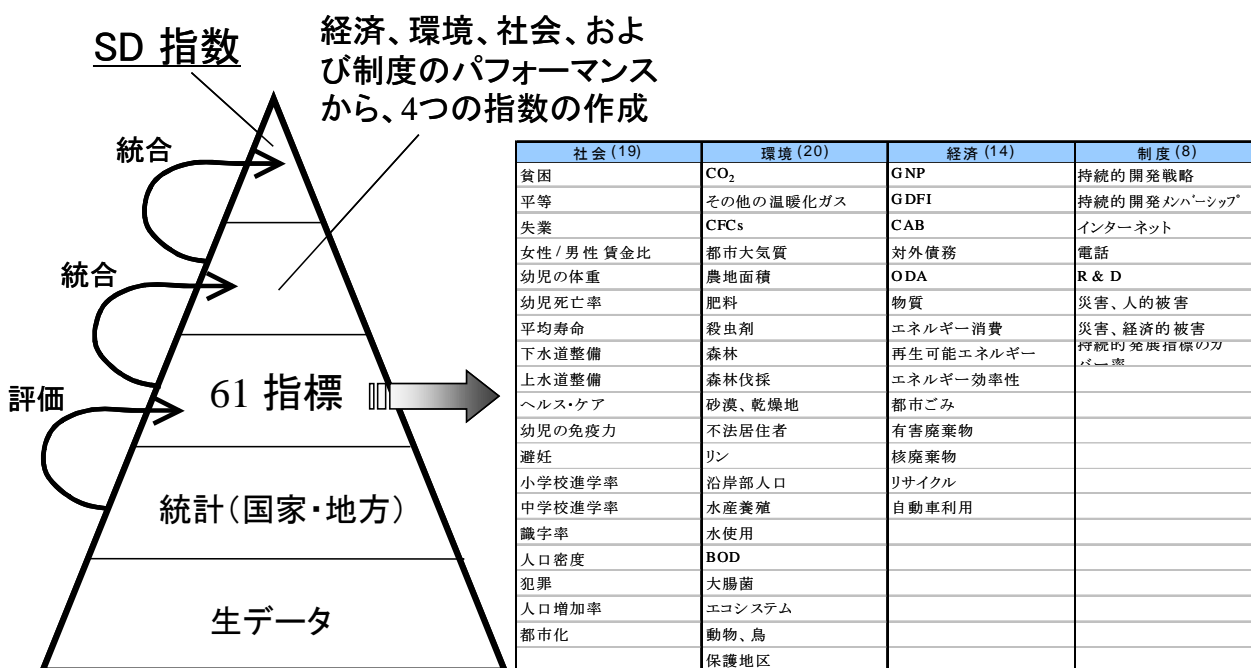 SD 指数
経済、環境、社会、およ
び制度のパフォーマンス
から、4つの指数の作成
統合
統合
評価
61 指標
統計(国家・地方)
生データ
社会(19) 環境(20) 経済(14) 制度(8)
貧困 CO₂ GNP 持続的開発戦略
平等 その他の温暖化ガス GDFI 持続的開発メンバーシップ
失業 CFCs CAB インターネット
女性/男性 賃金比 都市大気質 対外債務 電話
幼児の体重 農地面積 ODA R & D
幼児死亡率 肥料 物質 災害、人的被害
平均寿命 殺虫剤 エネルギー消費 災害、経済的被害
下水道整備 森林 再生可能エネルギー 持続的発展指標のカ
バー率
上水道整備 森林伐採 エネルギー効率性
ヘルス・ケア 砂漠、乾燥地 都市ごみ
幼児の免疫力 不法居住者 有害廃棄物
避妊 リン 核廃棄物
小学校進学率 沿岸部人口 リサイクル
中学校進学率 水産養殖 自動車利用
識字率 水使用
人口密度 BOD
犯罪 大腸菌
人口増加率 エコシステム
都市化 動物、鳥
保護地区